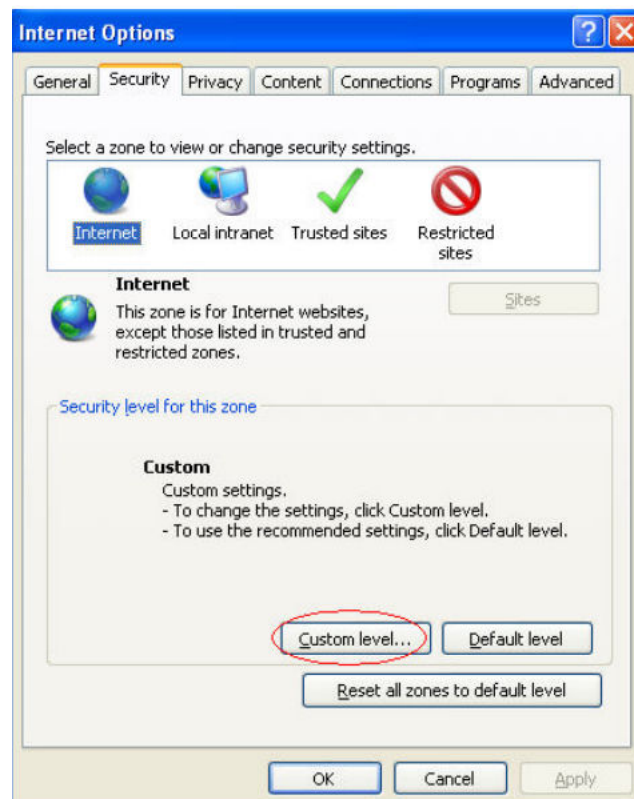 Internet Options
General Security Privacy Content Connections Programs Advanced
Select a zone to view or change security settings.
Internet Local intranet Trusted sites Restricted
sites
Internet
Sites
This zone is for Internet websites,
except those listed in trusted and
restricted zones.
Security level for this zone
Custom
Custom settings.
- To change the settings, click Custom level.
- To use the recommended settings, click Default level.
Custom level... Default level
Reset all zones to default level
OK Cancel Apply